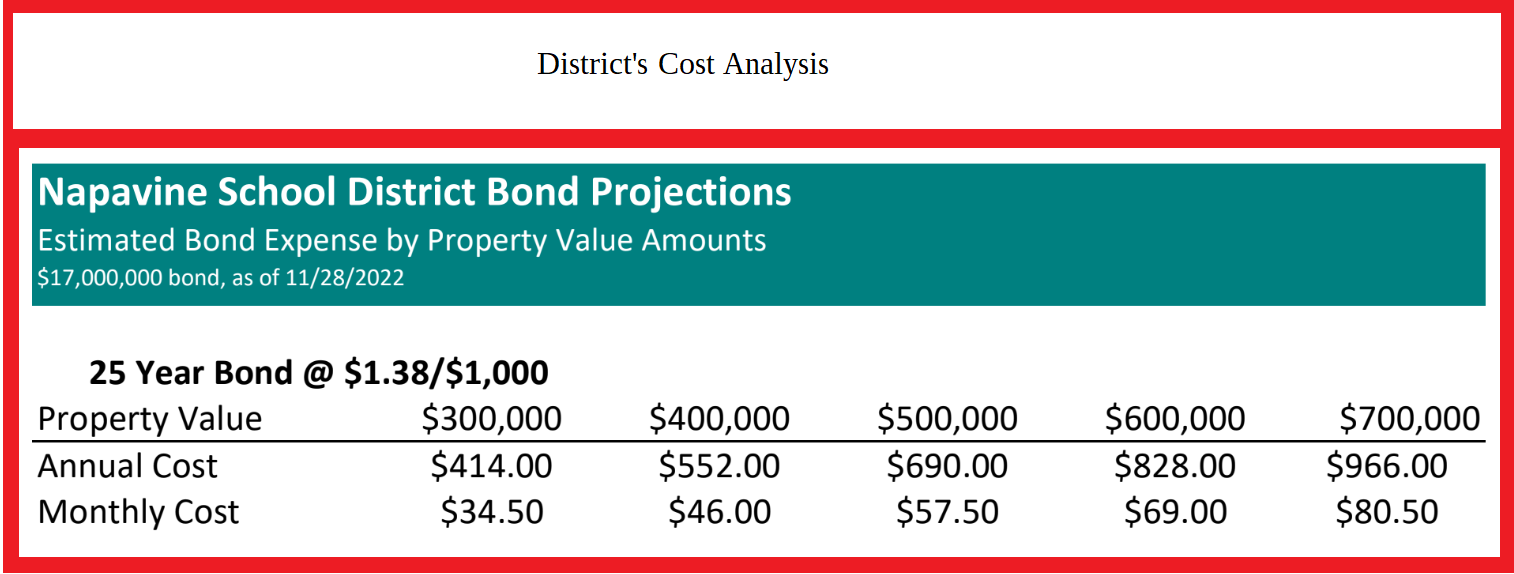 District's Cost Analysis
Napavine School District Bond Projections
Estimated Bond Expense by Property Value Amounts
$17,000,000 bond, as of 11/28/2022
25 Year Bond @ $1.38/$1,000
Property Value $300,000 $400,000 $500,000 $600,000 $700,000
Annual Cost $414.00 $552.00 $690.00 $828.00 $966.00
Monthly Cost $34.50 $46.00 $57.50 $69.00 $80.50